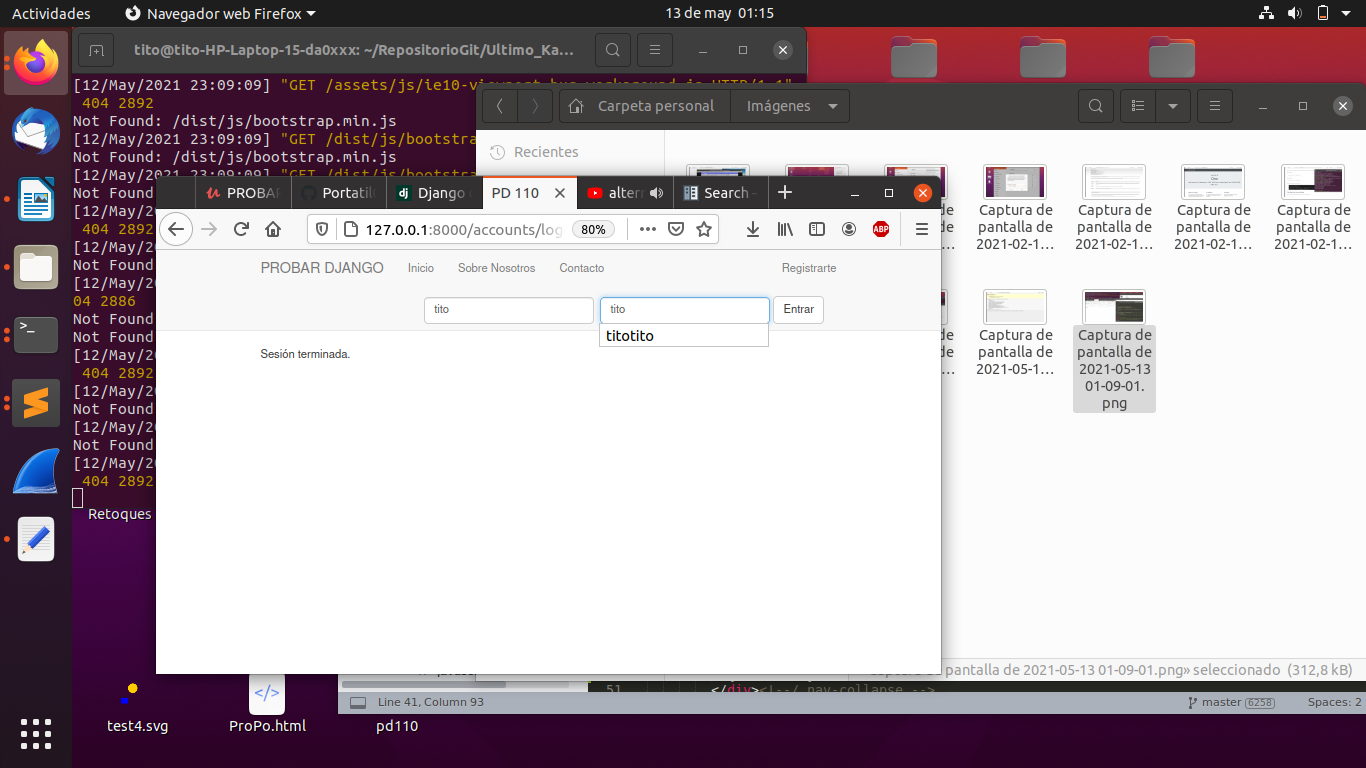 Actividades
Navegador web Firefox
13 de may 01:15
tito@tito-HP-Laptop-15-da0xxx: ~/RepositorioGit/Ultimo_Ka...
[12/May/2021 23:09:09] "GET /assets/js/ie10-viewport-bug-workaround.js HTTP/1.1"
404 2892
Not Found: /dist/js/bootstrap.min.js
[12/May/2021 23:09:09] "GET /dist/js/bootstra
Not Found: /dist/js/bootstrap.min.js
[12/May/2021 23:09:09] "GET /dist/js/bootstra
Not Found
[12/May/20
404 2892
Not Found
[12/May/20
Not Found
[12/May/20
04 2886
Not Found
Not Found
[12/May/20
404 2892
[12/May/20
Not Found
[12/May/20
Not Found
[12/May/20
404 2892
Retoques
Carpeta personal
Imágenes
Recientes
Captura de
pantalla de
2021-02-1...
Captura de
pantalla de
2021-02-1...
Captura de
pantalla de
2021-02-1...
Captura de
pantalla de
2021-02-1...
Captura de
pantalla de
2021-05-1...
Captura de
pantalla de
2021-05-13
01-09-01.
png
pantalla de 2021-05-13 01-09-01.png» seleccionado (312,8 kB)
PROBAR
Portatil
Django
PD 110
altern
Search
127.0.0.1:8000/accounts/log
80%
ABP
PROBAR DJANGO
Inicio
Sobre Nosotros
Contacto
Registrarte
tito
tito
Entrar
titotito
Sesión terminada.
51
</div><!--/.nav-collapse -->
Line 41, Column 93
master
6258
Spaces: 2
test4.svg
ProPo.html
pd110